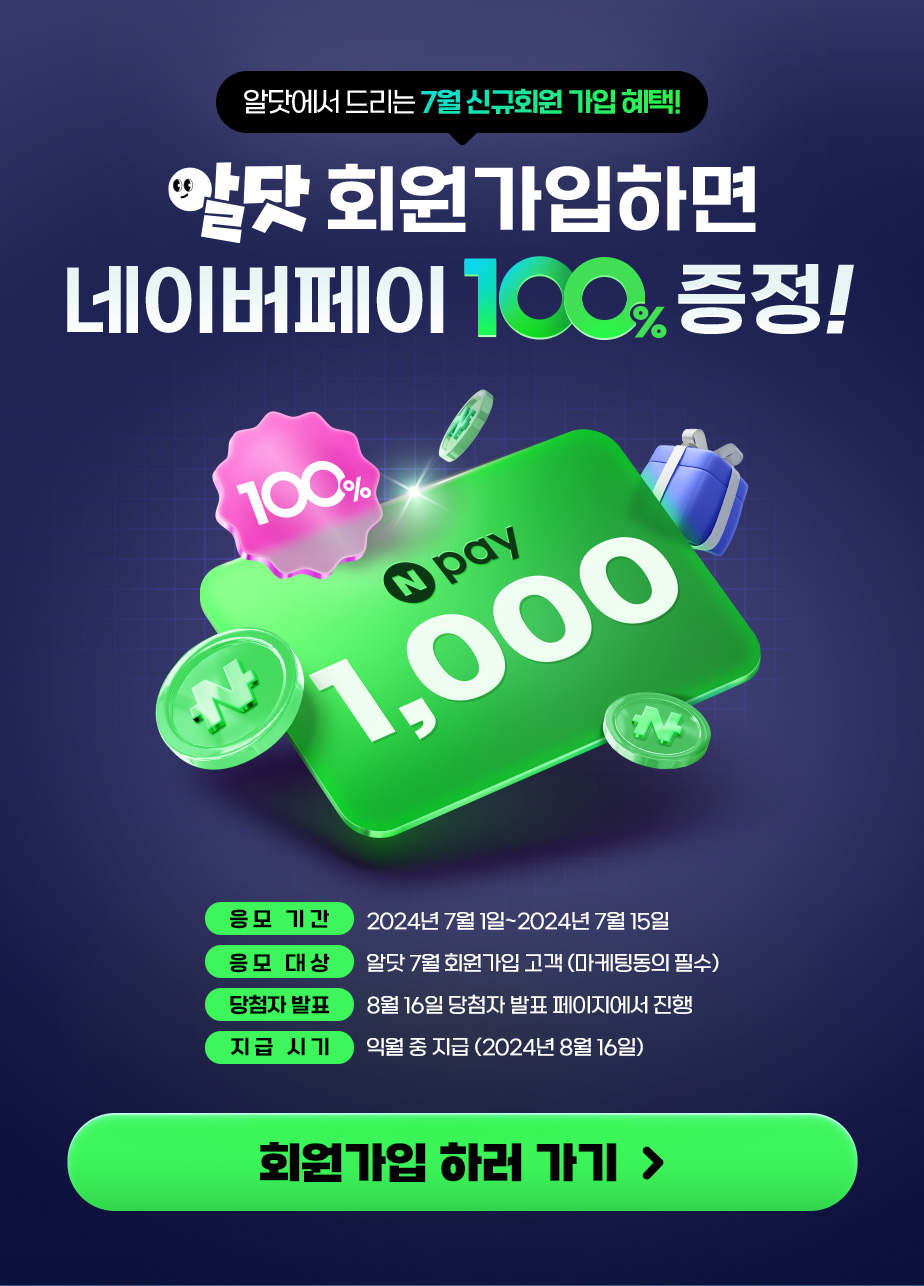 알닷에서 드리는 7월 신규회원 가입 혜택!
알닷 회원가입하면
네이버페이 100% 증정!
100%
N pay
1,000
N
N
응모 기간 2024년 7월 1일~2024년 7월 15일
응모 대상 알닷 7월 회원가입 고객 (마케팅동의 필수)
당첨자 발표 8월 16일 당첨자 발표 페이지에서 진행
지급 시기 익월 중 지급 (2024년 8월 16일)
회원가입 하러 가기 >